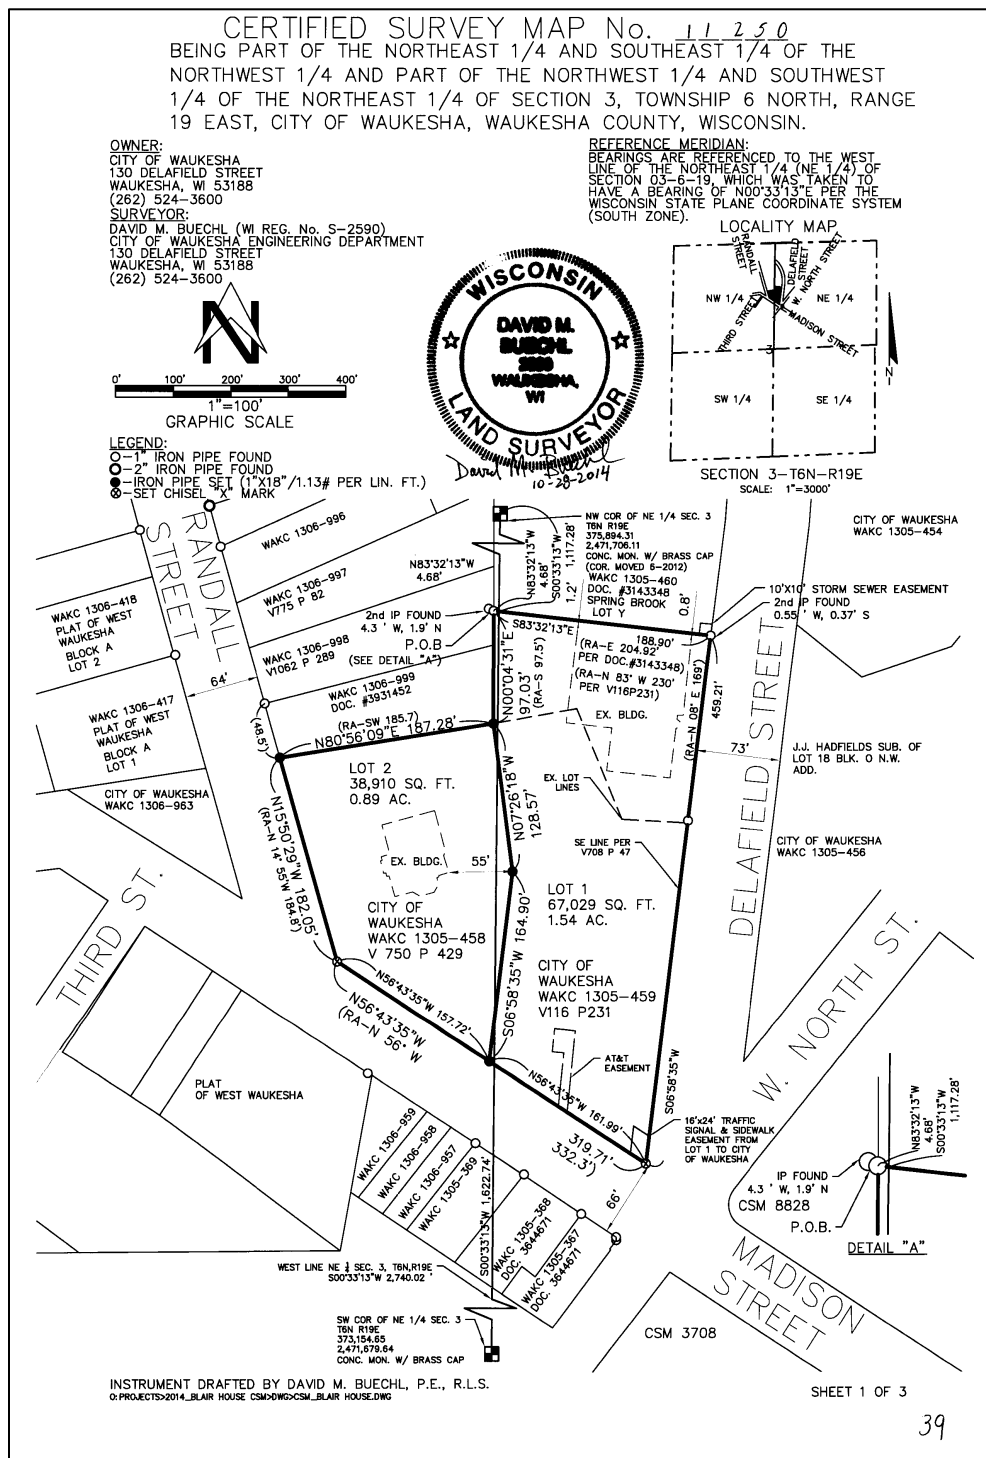 CERTIFIED SURVEY MAP No. 11250
BEING PART OF THE NORTHEAST 1/4 AND SOUTHEAST 1/4 OF THE
NORTHWEST 1/4 AND PART OF THE NORTHWEST 1/4 AND SOUTHWEST
1/4 OF THE NORTHEAST 1/4 OF SECTION 3, TOWNSHIP 6 NORTH, RANGE
19 EAST, CITY OF WAUKESHA, WAUKESHA COUNTY, WISCONSIN.
OWNER:
CITY OF WAUKESHA
130 DELAFIELD STREET
WAUKESHA, WI 53188
(262) 524-3600
SURVEYOR:
DAVID M. BUECHL (WI REG. No. S-2590)
CITY OF WAUKESHA ENGINEERING DEPARTMENT
130 DELAFIELD STREET
WAUKESHA, WI 53188
(262) 524-3600
REFERENCE MERIDIAN:
BEARINGS ARE REFERENCED TO THE WEST
LINE OF THE NORTHEAST 1/4 (NE 1/4) OF
SECTION 03-6-19, WHICH WAS TAKEN TO
HAVE A BEARING OF N00°33'13"E PER THE
WISCONSIN STATE PLANE COORDINATE SYSTEM
(SOUTH ZONE).
LOCALITY MAP
RANDALL
STREET
DELAFIELD
STREET
W. NORTH STREET
NW 1/4
NE 1/4
THIRD STREET
MADISON STREET
3
SW 1/4
SE 1/4
N
SECTION 3-T6N-R19E
SCALE: 1"=3000'
WISCONSIN
DAVID M.
BUECHL
WAUKESHA,
WI
LAND SURVEYOR
David M. Buechl
10-28-2014
N
0' 100' 200' 300' 400'
1"=100'
GRAPHIC SCALE
LEGEND:
-1" IRON PIPE FOUND
-2" IRON PIPE FOUND
-IRON PIPE SET (1"X18"/1.13# PER LIN. FT.)
-SET CHISEL "X" MARK
RANDALL
STREET
WAKC 1306-996
WAKC 1306-997
V775 P 82
WAKC 1306-998
V1062 P 289
WAKC 1306-999
DOC. #3931452
WAKC 1306-418
PLAT OF WEST
WAUKESHA
BLOCK A
LOT 2
WAKC 1306-417
PLAT OF WEST
WAUKESHA
BLOCK A
LOT 1
CITY OF WAUKESHA
WAKC 1306-963
64'
(48.5')
N83°32'13"W
4.68'
2nd IP FOUND
4.3 ' W, 1.9' N
P.O.B
(SEE DETAIL "A")
NW COR OF NE 1/4 SEC. 3
T6N R19E
375,894.31
2,471,706.11
CONC. MON. W/ BRASS CAP
(COR. MOVED 6-2012)
WAKC 1305-460
DOC. #3143348
SPRING BROOK
LOT Y
N83°32'13"W
4.68'
S00°33'13"W
1,117.28'
1.2'
0.8'
CITY OF WAUKESHA
WAKC 1305-454
10'X10' STORM SEWER EASEMENT
2nd IP FOUND
0.55 ' W, 0.37' S
S83°32'13"E
188.90'
(RA-E 204.92'
PER DOC.#3143348)
(RA-N 83° W 230'
PER V116P231)
EX. BLDG.
N00°04'31"E
197.03'
(RA-S 97.5')
(RA-N 08° E 169')
459.21'
73'
DELAFIELD STREET
J.J. HADFIELDS SUB. OF
LOT 18 BLK. O N.W.
ADD.
CITY OF WAUKESHA
WAKC 1305-456
(RA-SW 185.7)
N80°56'09"E 187.28'
LOT 2
38,910 SQ. FT.
0.89 AC.
EX. BLDG.
55'
CITY OF
WAUKESHA
WAKC 1305-458
V 750 P 429
N15°50'29"W 182.05'
(RA-N 14° 55'W 184.8')
N07°26'18"W
128.57'
EX. LOT
LINES
SE LINE PER
V708 P 47
LOT 1
67,029 SQ. FT.
1.54 AC.
S06°58'35"W 164.90'
CITY OF
WAUKESHA
WAKC 1305-459
V116 P231
THIRD ST.
N56°43'35"W 157.72'
N56°43'35"W
(RA-N 56° W
N56°43'35"W 161.99'
319.71'
332.3')
AT&T
EASEMENT
S06°58'35"W
16'x24' TRAFFIC
SIGNAL & SIDEWALK
EASEMENT FROM
LOT 1 TO CITY
OF WAUKESHA
W. NORTH ST.
PLAT
OF WEST WAUKESHA
WAKC 1306-959
WAKC 1306-958
WAKC 1306-957
WAKC 1305-369
S00°33'13"W 1,622.74'
WAKC 1305-368
DOC. 3644671
WAKC 1305-367
DOC. 3644671
66'
N83°32'13"W
4.68'
S00°33'13"W
1,117.28'
IP FOUND
4.3 ' W, 1.9' N
CSM 8828
P.O.B.
DETAIL "A"
MADISON
STREET
WEST LINE NE ¼ SEC. 3, T6N,R19E
S00°33'13"W 2,740.02 '
SW COR OF NE 1/4 SEC. 3
T6N R19E
373,154.65
2,471,679.64
CONC. MON. W/ BRASS CAP
CSM 3708
INSTRUMENT DRAFTED BY DAVID M. BUECHL, P.E., R.L.S.
O:PROJECTS>2014_BLAIR HOUSE CSM>DWG>CSM_BLAIR HOUSE.DWG
SHEET 1 OF 3
39